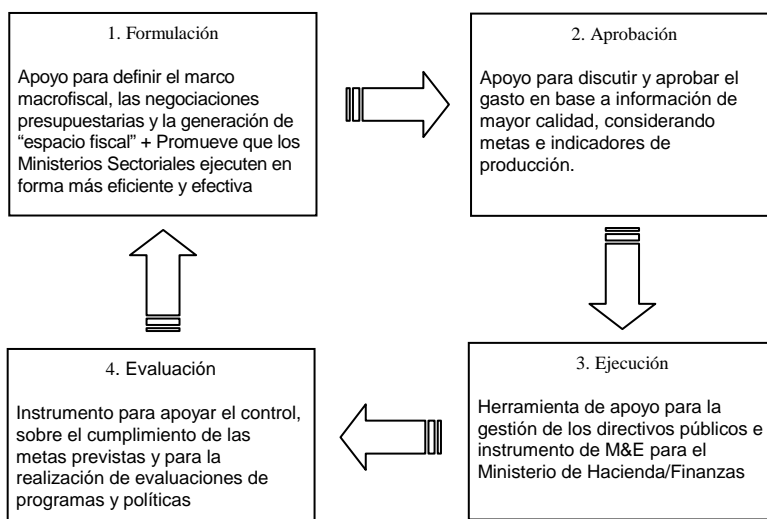 1. Formulación
Apoyo para definir el marco
macrofiscal, las negociaciones
presupuestarias y la generación de
“espacio fiscal” + Promueve que los
Ministerios Sectoriales ejecuten en
forma más eficiente y efectiva
2. Aprobación
Apoyo para discutir y aprobar el
gasto en base a información de
mayor calidad, considerando
metas e indicadores de
producción.
3. Ejecución
Herramienta de apoyo para la
gestión de los directivos públicos e
instrumento de M&E para el
Ministerio de Hacienda/Finanzas
4. Evaluación
Instrumento para apoyar el control,
sobre el cumplimiento de las
metas previstas y para la
realización de evaluaciones de
programas y políticas